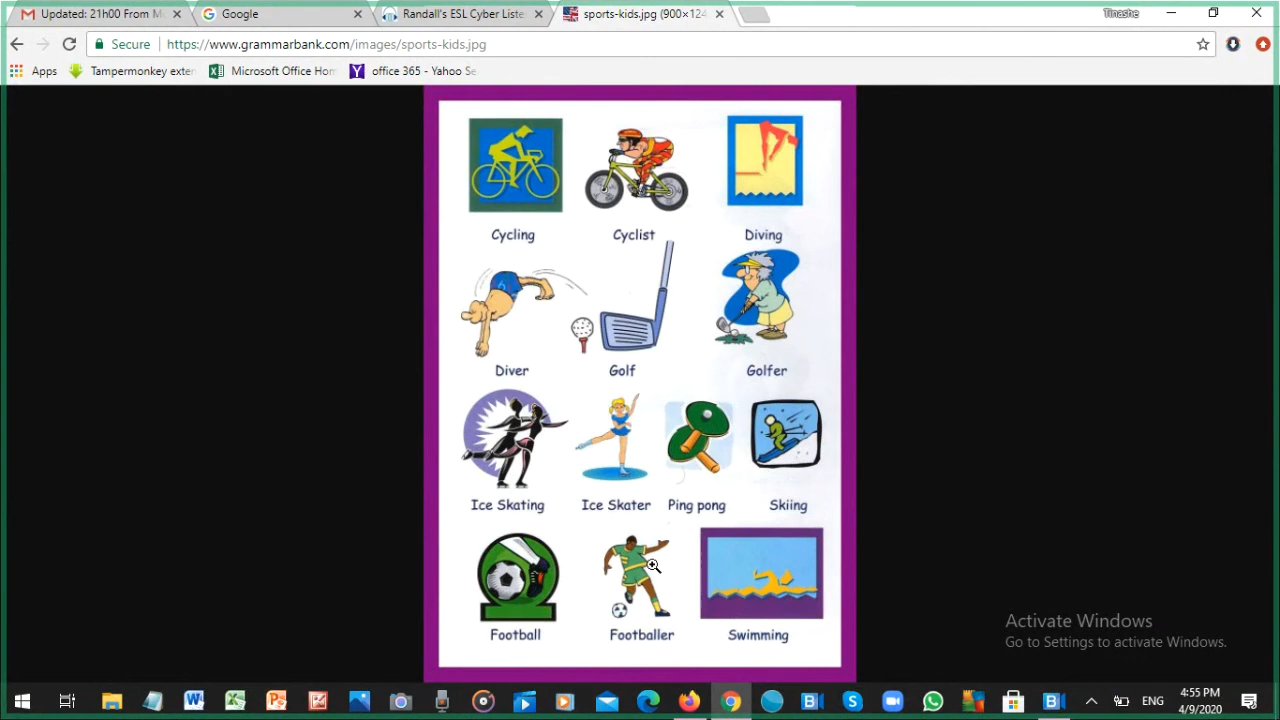 Updated: 21h00 From M
Google
Randall's ESL Cyber Liste
sports-kids.jpg (900×124
Tinashe
Secure
https://www.grammarbank.com/images/sports-kids.jpg
Apps
Tampermonkey exter
Microsoft Office Hom
office 365 - Yahoo Se
Cycling Cyclist Diving
Diver Golf Golfer
Ice Skating Ice Skater Ping pong Skiing
Football Footballer Swimming
Activate Windows
Go to Settings to activate Windows.
ENG
4:55 PM
4/9/2020